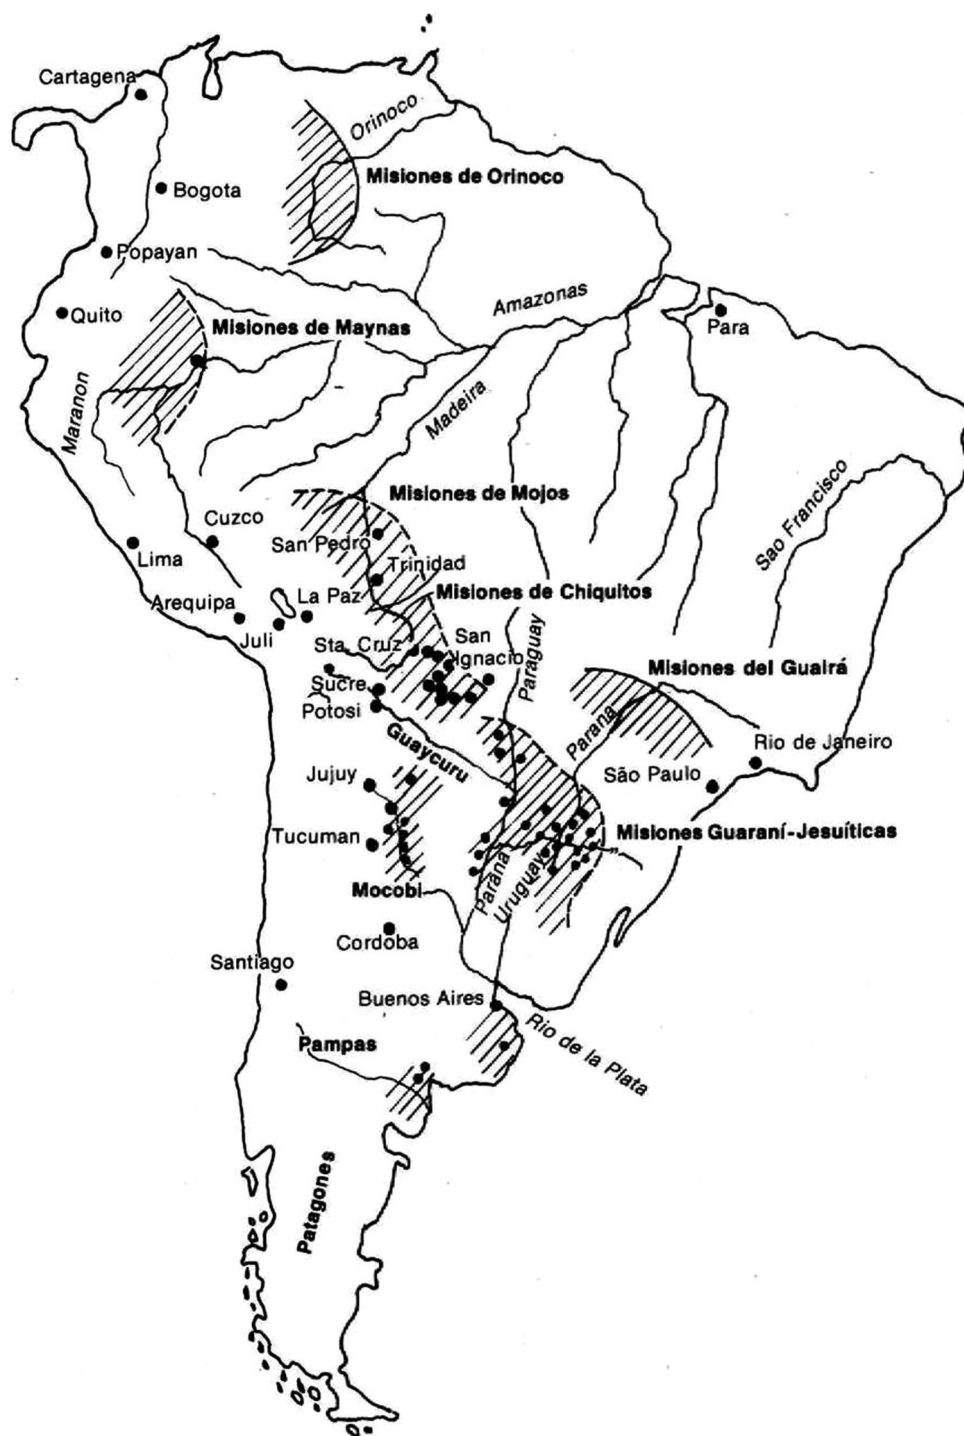 Cartagena
Orinoco
Misiones de Orinoco
Bogota
Popayan
Amazonas
Quito
Misiones de Maynas
Para
Maranon
Madeira
Misiones de Mojos
Sao Francisco
Cuzco
San Pedro
Lima
Trinidad
Misiones de Chiquitos
Arequipa
La Paz
Juli
Sta. Cruz
San
Ignacio
Paraguay
Misiones del Guairá
Sucre
Potosi
Parana
Guaycuru
Rio de Janeiro
São Paulo
Jujuy
Misiones Guaraní-Jesuíticas
Tucuman
Parana
Uruguay
Mocobi
Cordoba
Santiago
Buenos Aires
Rio de la Plata
Pampas
Patagones